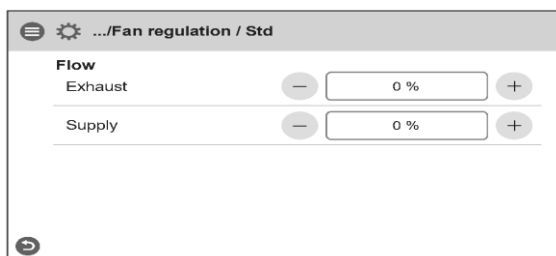 .../Fan regulation / Std
Flow
Exhaust − 0 % +
Supply − 0 % +